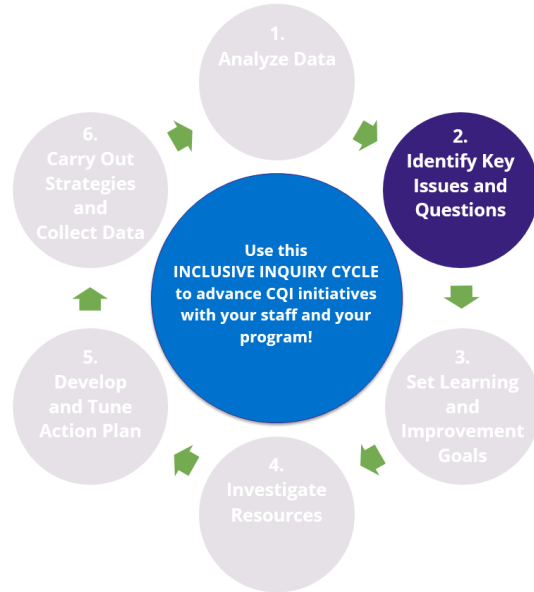 1.
Analyze Data
2.
Identify Key
Issues and
Questions
3.
Set Learning
and
Improvement
Goals
4.
Investigate
Resources
5.
Develop
and Tune
Action Plan
6.
Carry Out
Strategies
and
Collect Data
Use this
INCLUSIVE INQUIRY CYCLE
to advance CQI initiatives
with your staff and your
program!